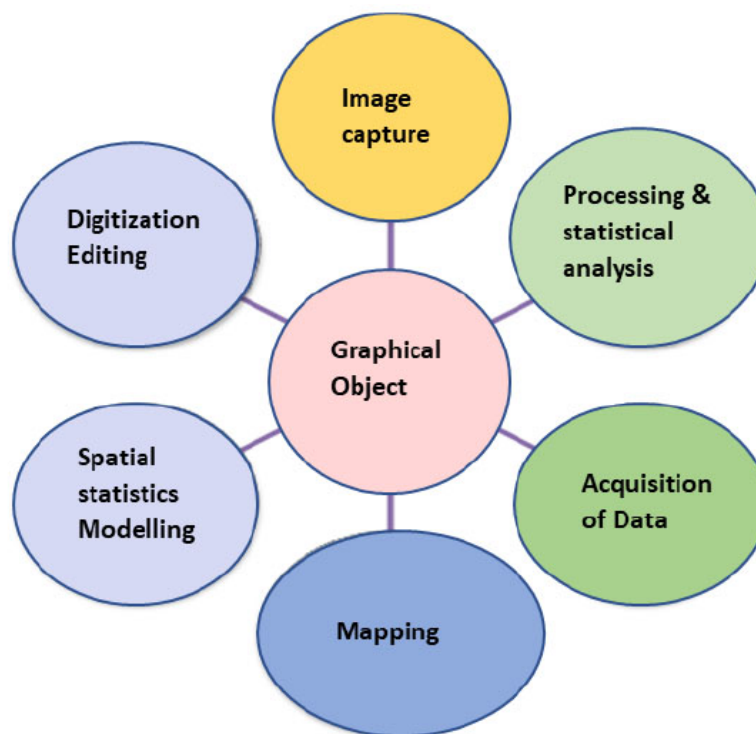 Image
capture
Digitization
Editing
Processing &
statistical
analysis
Graphical
Object
Spatial
statistics
Modelling
Acquisition
of Data
Mapping